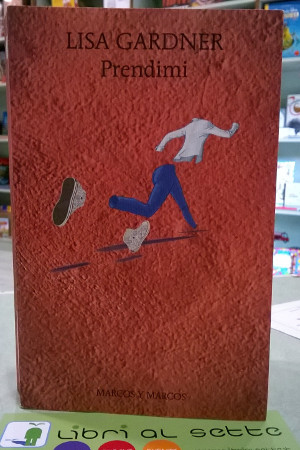 LISA GARDNER
Prendimi
MARCOS Y MARCOS
LIBRI AL SETTE